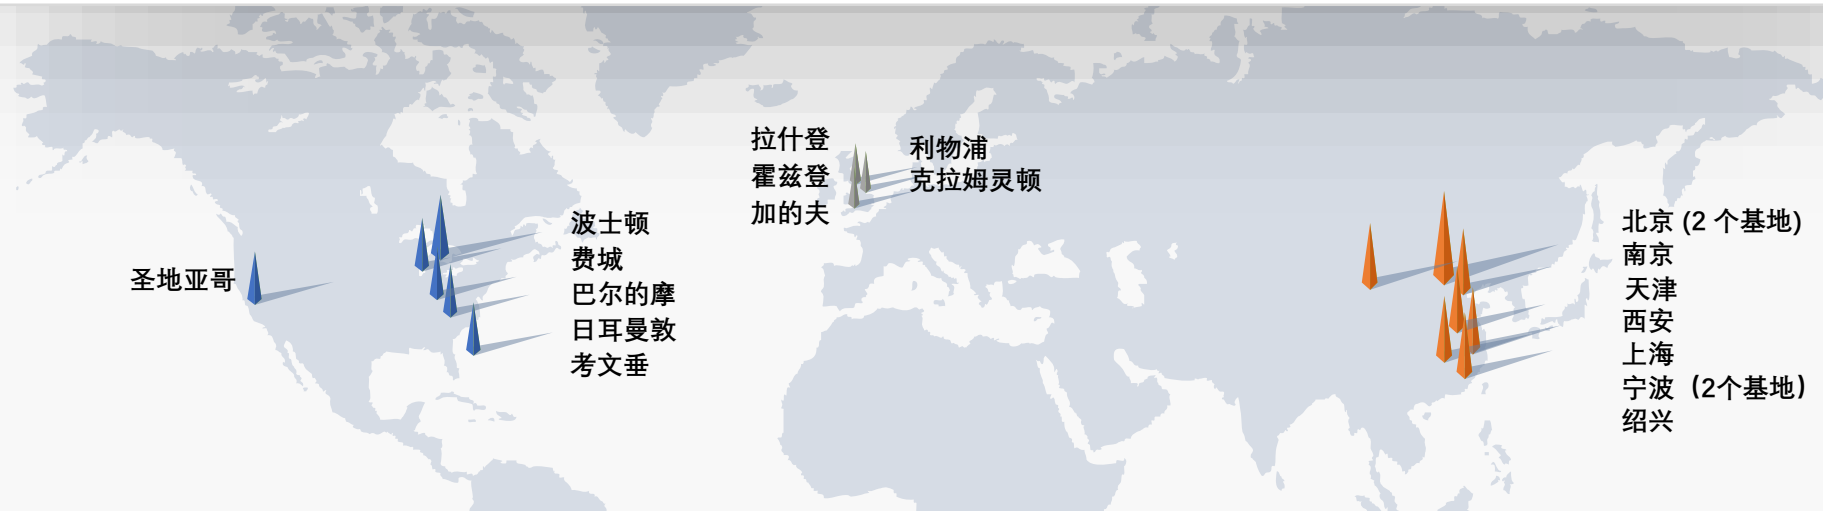 圣地亚哥
波士顿
费城
巴尔的摩
日耳曼敦
考文垂
拉什登
霍兹登
加的夫
利物浦
克拉姆灵顿
北京 (2 个基地)
南京
天津
西安
上海
宁波（2个基地）
绍兴